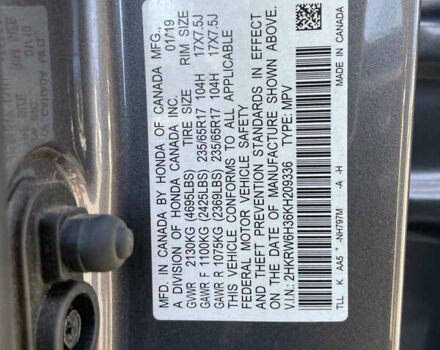 MFD. IN CANADA BY HONDA OF CANADA MFG.,
A DIVISION OF HONDA CANADA INC. 01/19
TIRE SIZE RIM SIZE
GVWR 2130KG (4695LBS)
GAWR F 1100KG (2425LBS) 235/65R17 104H 17X7.5J
GAWR R 1075KG (2369LBS) 235/65R17 104H 17X7.5J
THIS VEHICLE CONFORMS TO ALL APPLICABLE
FEDERAL MOTOR VEHICLE SAFETY
AND THEFT PREVENTION STANDARDS IN EFFECT
ON THE DATE OF MANUFACTURE SHOWN ABOVE.
V.I.N.: 2HKRW6H36KH209336 TYPE: MPV
TLL K AA5 -NH797M -A -H MADE IN CANADA